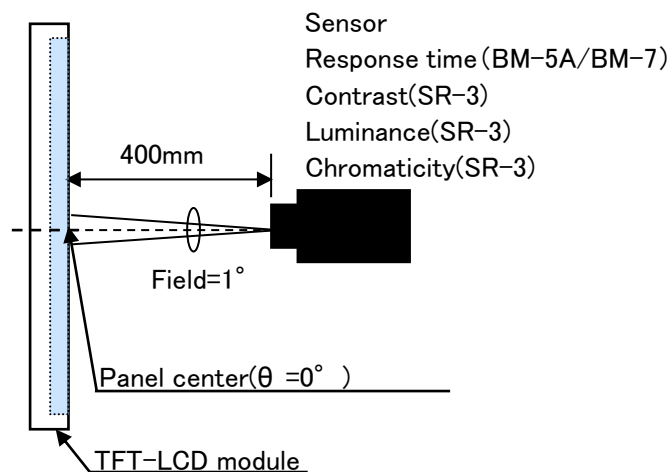 Sensor
Response time(BM-5A/BM-7)
Contrast(SR-3)
Luminance(SR-3)
Chromaticity(SR-3)
400mm
Field=1°
Panel center(θ =0° )
TFT-LCD module